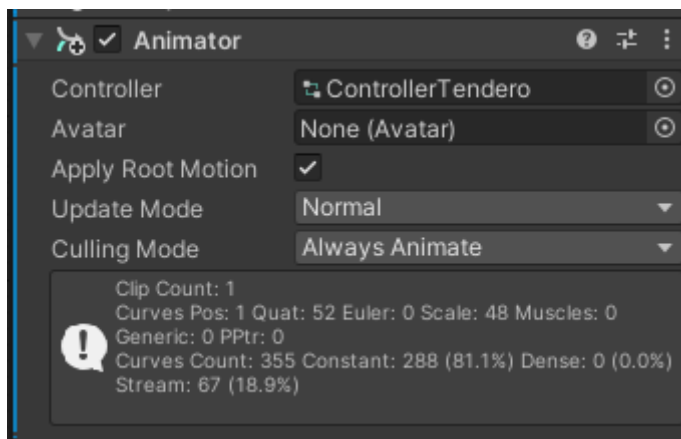 Animator
Controller
ControllerTendero
Avatar
None (Avatar)
Apply Root Motion
Update Mode
Normal
Culling Mode
Always Animate
Clip Count: 1
Curves Pos: 1 Quat: 52 Euler: 0 Scale: 48 Muscles: 0
Generic: 0 PPtr: 0
Curves Count: 355 Constant: 288 (81.1%) Dense: 0 (0.0%)
Stream: 67 (18.9%)